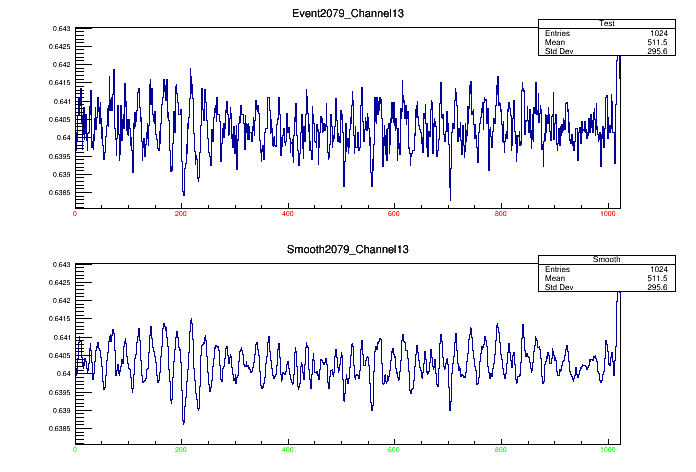 Event2079_Channel13
Test
Entries 1024
Mean 511.5
Std Dev 295.6
0.643
0.6425
0.642
0.6415
0.641
0.6405
0.64
0.6395
0.639
0.6385
0 200 400 600 800 1000
Smooth2079_Channel13
Smooth
Entries 1024
Mean 511.5
Std Dev 295.6
0.643
0.6425
0.642
0.6415
0.641
0.6405
0.64
0.6395
0.639
0.6385
0 200 400 600 800 1000